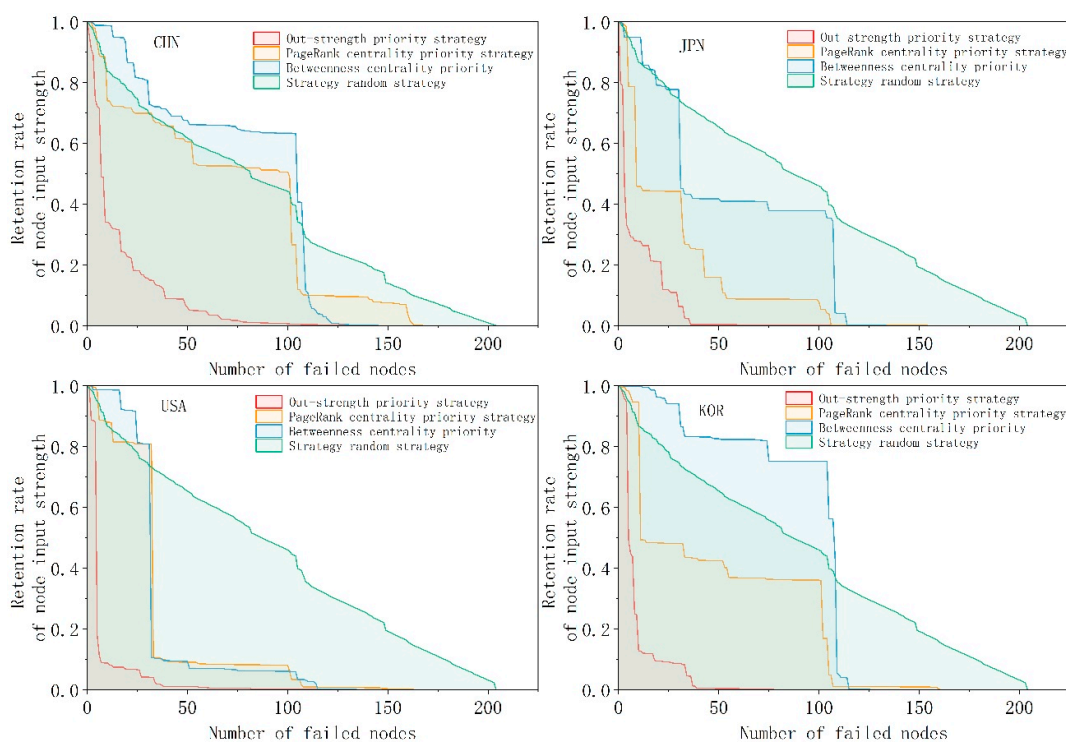 CHN
Out-strength priority strategy
PageRank centrality priority strategy
Betweenness centrality priority
Strategy random strategy
Retention rate
of node input strength
1.0
0.8
0.6
0.4
0.2
0.0
0
50
100
150
200
Number of failed nodes
JPN
Out strength priority strategy
PageRank centrality priority strategy
Betweenness centrality priority
Strategy random strategy
Retention rate
of node input strength
1.0
0.8
0.6
0.4
0.2
0.0
0
50
100
150
200
Number of failed nodes
USA
Out-strength priority strategy
PageRank centrality priority strategy
Betweenness centrality priority
Strategy random strategy
Retention rate
of node input strength
1.0
0.8
0.6
0.4
0.2
0.0
0
50
100
150
200
Number of failed nodes
KOR
Out-strength priority strategy
PageRank centrality priority strategy
Betweenness centrality priority
Strategy random strategy
Retention rate
of node input strength
1.0
0.8
0.6
0.4
0.2
0.0
0
50
100
150
200
Number of failed nodes